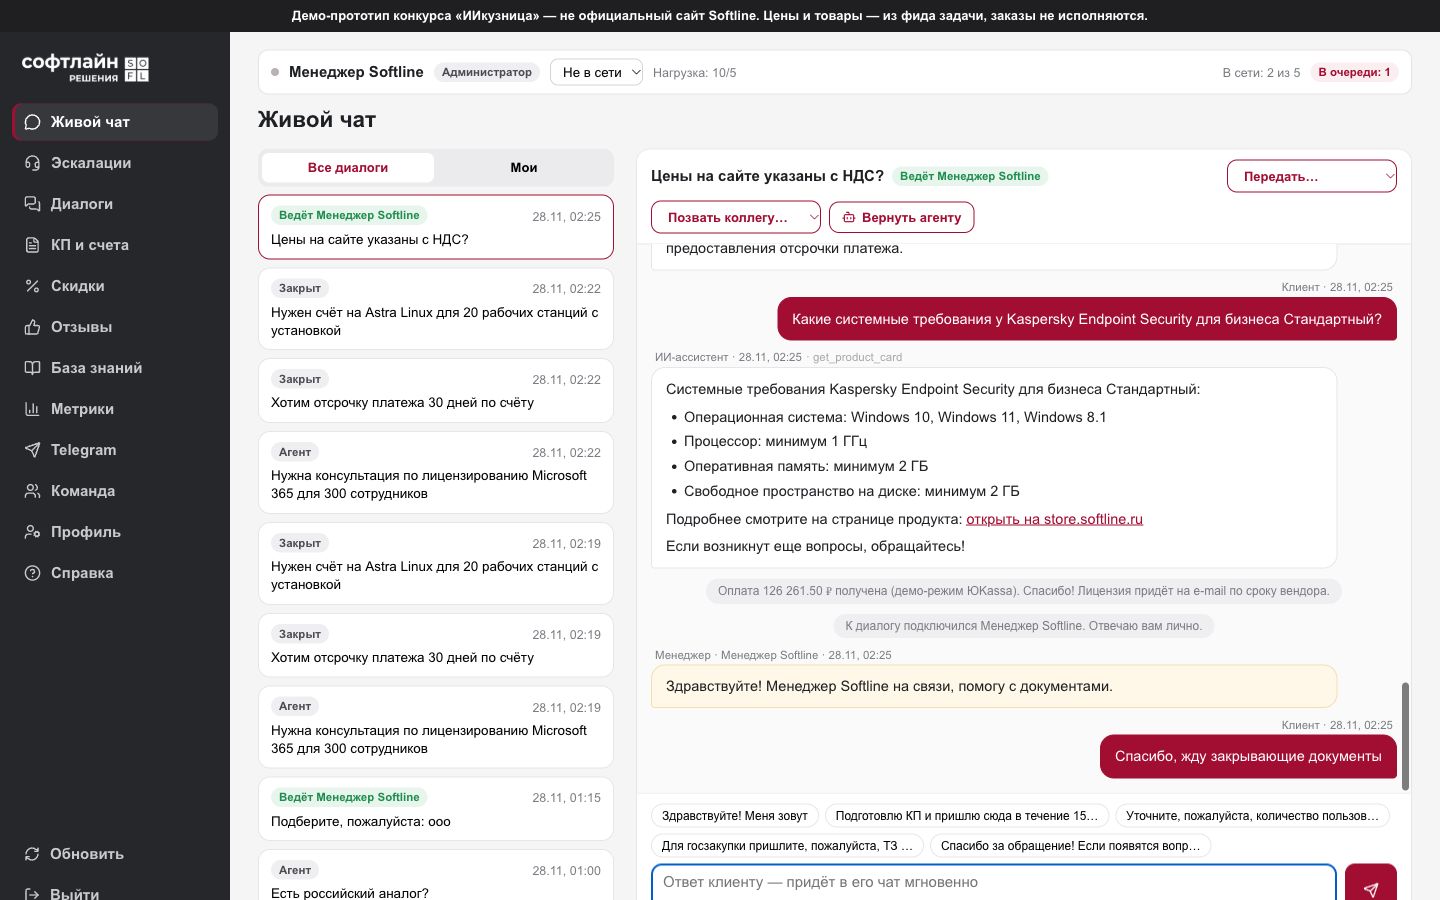 Демо-прототип конкурса «ИИкузница» — не официальный сайт Softline. Цены и товары — из фида задачи, заказы не исполняются.
софтлайн
РЕШЕНИЯ
SO
FL
Живой чат
Эскалации
Диалоги
КП и счета
Скидки
Отзывы
База знаний
Метрики
Telegram
Команда
Профиль
Справка
Обновить
Выйти
Менеджер Softline
Администратор
Не в сети
Нагрузка: 10/5
В сети: 2 из 5
В очереди: 1
Живой чат
Все диалоги
Мои
Ведёт Менеджер Softline
28.11, 02:25
Цены на сайте указаны с НДС?
Закрыт
28.11, 02:22
Нужен счёт на Astra Linux для 20 рабочих станций с
установкой
Закрыт
28.11, 02:22
Хотим отсрочку платежа 30 дней по счёту
Агент
28.11, 02:22
Нужна консультация по лицензированию Microsoft
365 для 300 сотрудников
Закрыт
28.11, 02:19
Нужен счёт на Astra Linux для 20 рабочих станций с
установкой
Закрыт
28.11, 02:19
Хотим отсрочку платежа 30 дней по счёту
Агент
28.11, 02:19
Нужна консультация по лицензированию Microsoft
365 для 300 сотрудников
Ведёт Менеджер Softline
28.11, 01:15
Подберите, пожалуйста: ооо
Агент
28.11, 01:00
Есть российский аналог?
Цены на сайте указаны с НДС?
Ведёт Менеджер Softline
Передать…
Позвать коллегу…
Вернуть агенту
предоставления отсрочки платежа.
Клиент · 28.11, 02:25
Какие системные требования у Kaspersky Endpoint Security для бизнеса Стандартный?
ИИ-ассистент · 28.11, 02:25 · get_product_card
Системные требования Kaspersky Endpoint Security для бизнеса Стандартный:
• Операционная система: Windows 10, Windows 11, Windows 8.1
• Процессор: минимум 1 ГГц
• Оперативная память: минимум 2 ГБ
• Свободное пространство на диске: минимум 2 ГБ
Подробнее смотрите на странице продукта: открыть на store.softline.ru
Если возникнут еще вопросы, обращайтесь!
Оплата 126 261.50 ₽ получена (демо-режим ЮKassa). Спасибо! Лицензия придёт на e-mail по сроку вендора.
К диалогу подключился Менеджер Softline. Отвечаю вам лично.
Менеджер · Менеджер Softline · 28.11, 02:25
Здравствуйте! Менеджер Softline на связи, помогу с документами.
Клиент · 28.11, 02:25
Спасибо, жду закрывающие документы
Здравствуйте! Меня зовут
Подготовлю КП и пришлю сюда в течение 15…
Уточните, пожалуйста, количество пользов…
Для госзакупки пришлите, пожалуйста, ТЗ …
Спасибо за обращение! Если появятся вопр…
Ответ клиенту — придёт в его чат мгновенно